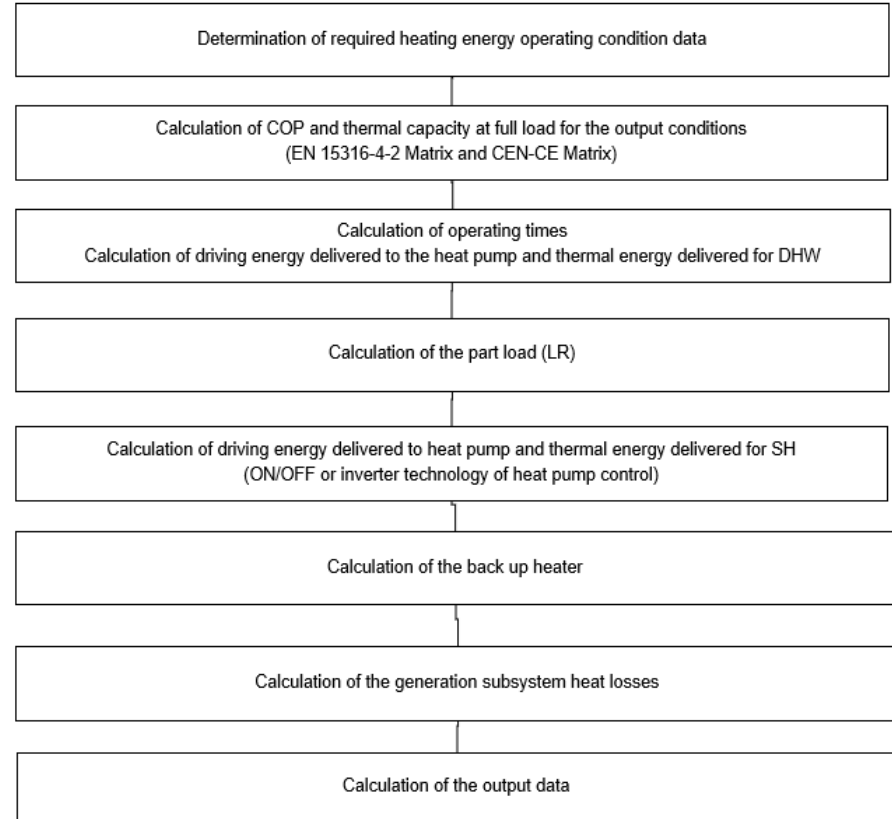 Determination of required heating energy operating condition data
Calculation of COP and thermal capacity at full load for the output conditions
(EN 15316-4-2 Matrix and CEN-CE Matrix)
Calculation of operating times
Calculation of driving energy delivered to the heat pump and thermal energy delivered for DHW
Calculation of the part load (LR)
Calculation of driving energy delivered to heat pump and thermal energy delivered for SH
(ON/OFF or inverter technology of heat pump control)
Calculation of the back up heater
Calculation of the generation subsystem heat losses
Calculation of the output data